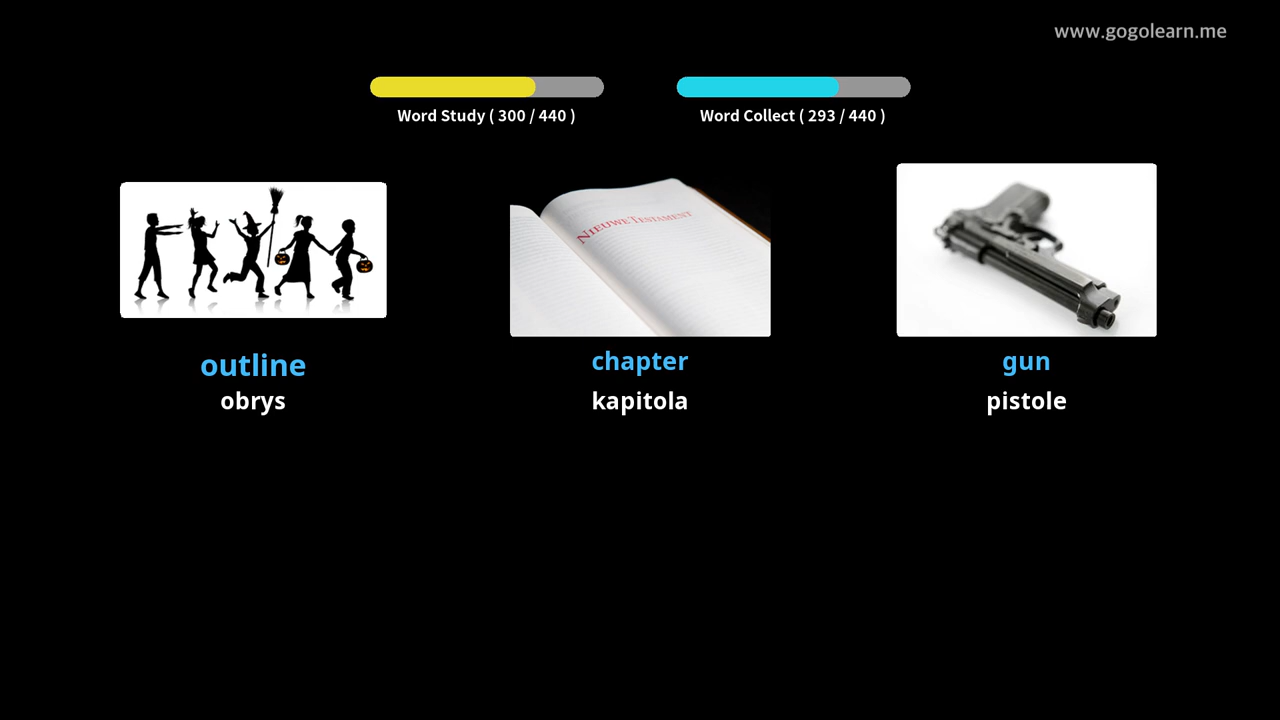 www.gogolearn.me
Word Study ( 300 / 440 )
Word Collect ( 293 / 440 )
NIEUWE TESTAMENT
outline
obrys
chapter
kapitola
gun
pistole